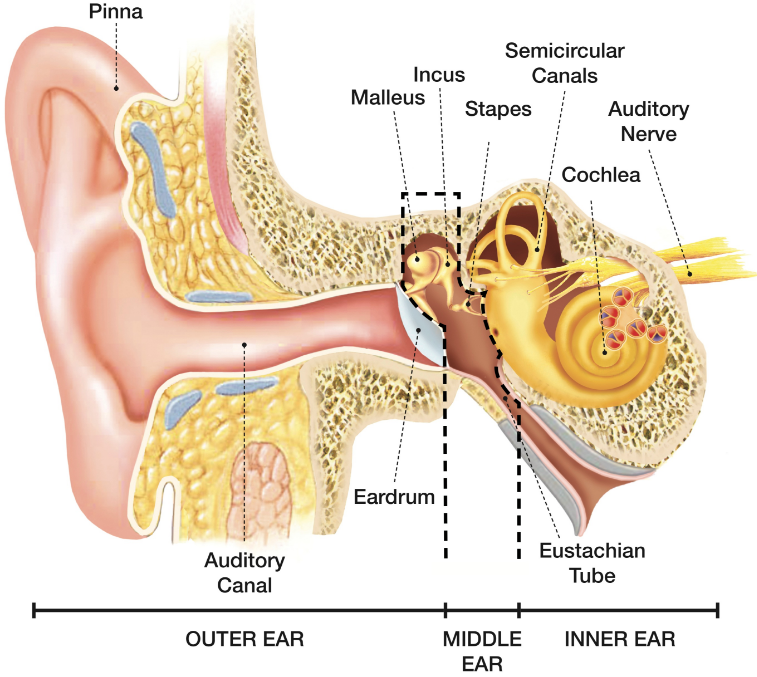 Pinna
Semicircular
Canals
Incus
Malleus
Stapes
Auditory
Nerve
Cochlea
Eardrum
Auditory
Canal
Eustachian
Tube
OUTER EAR
MIDDLE
EAR
INNER EAR